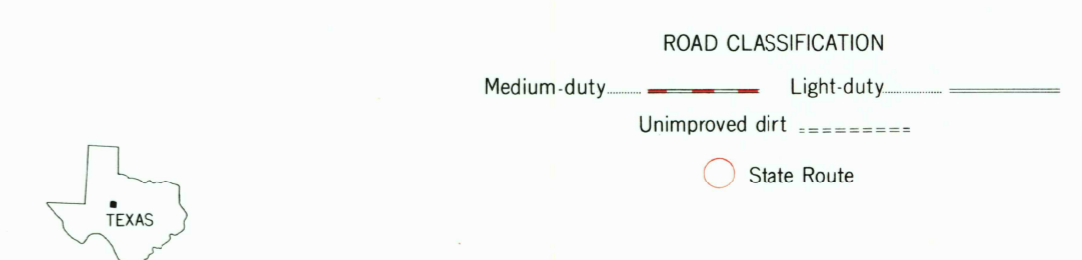 ROAD CLASSIFICATION
Medium-duty Light-duty
Unimproved dirt
State Route
TEXAS